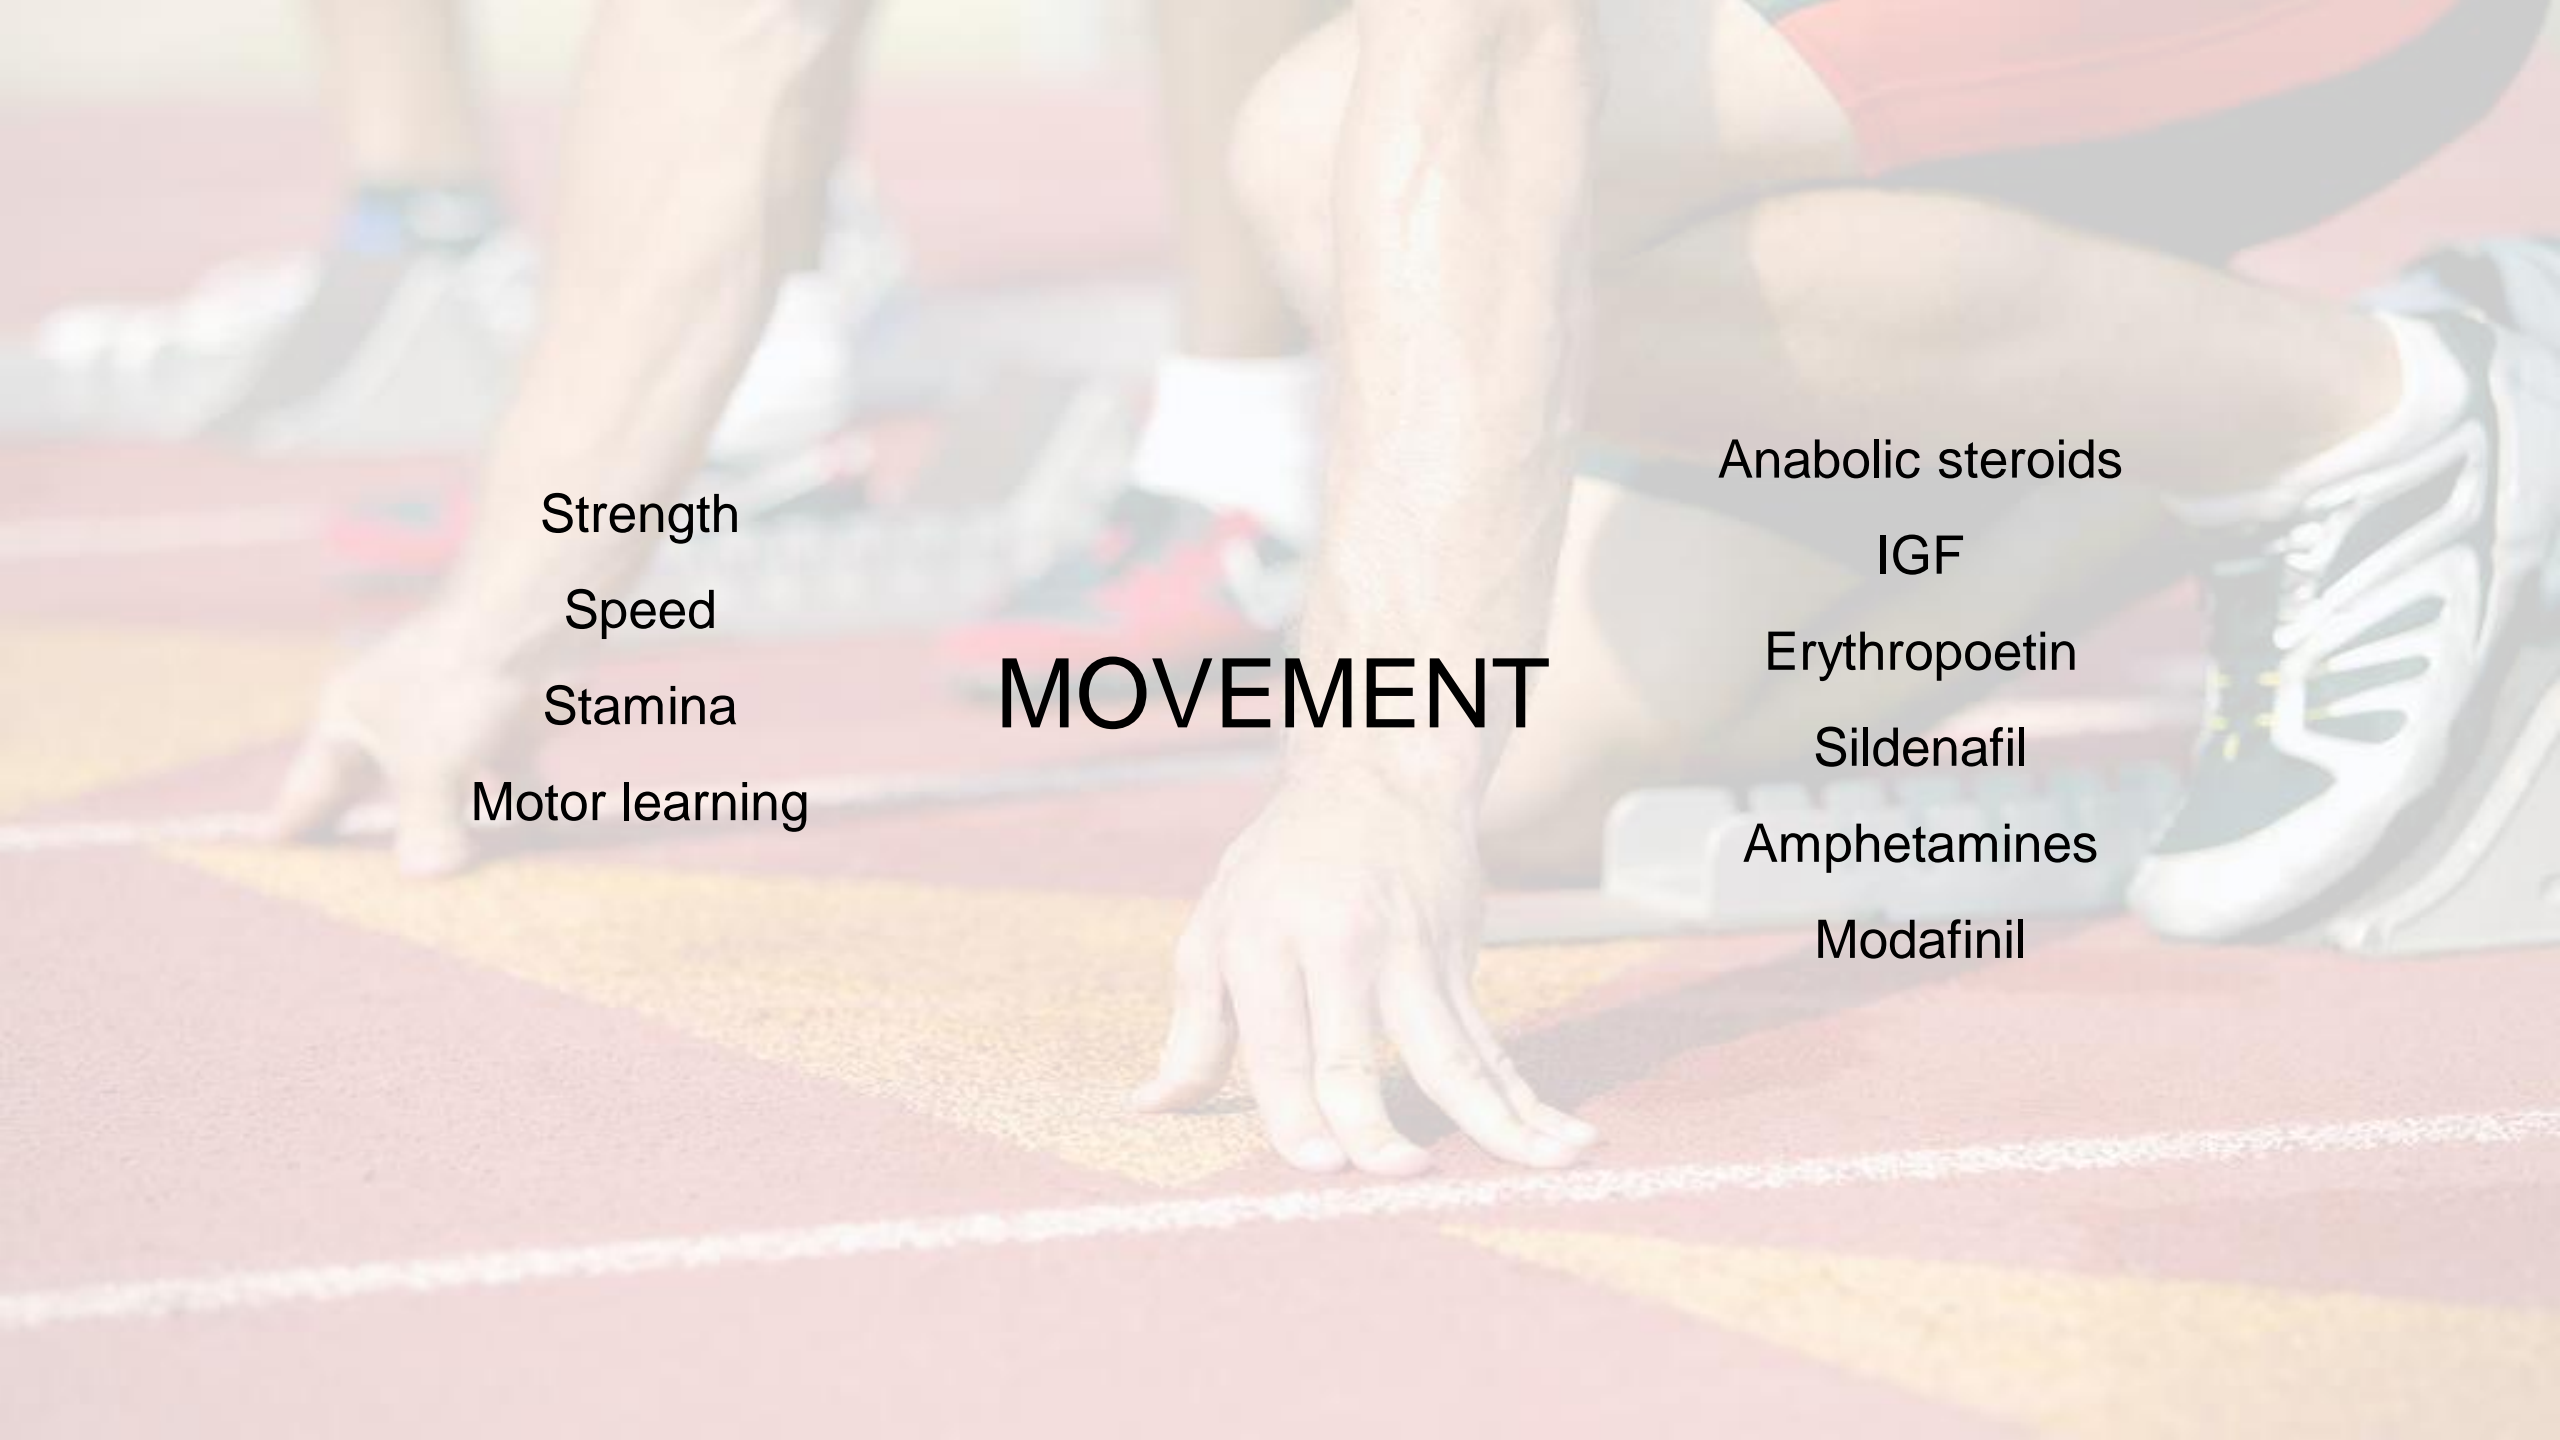 Strength
Speed
Stamina
Motor learning
MOVEMENT
Anabolic steroids
IGF
Erythropoetin
Sildenafil
Amphetamines
Modafinil